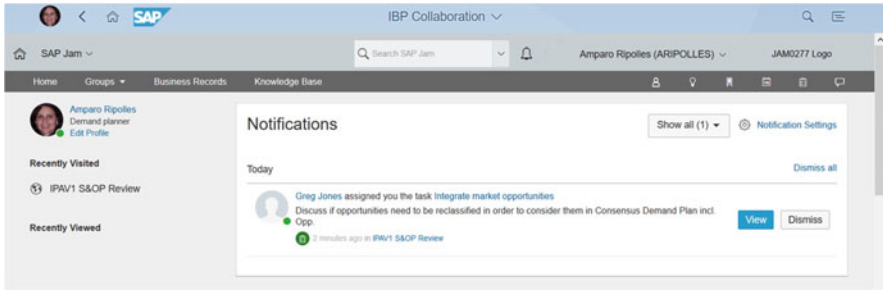 SAP
IBP Collaboration
SAP Jam
Search SAP Jam
Amparo Ripolles (ARIPOLLES)
JAM0277 Logo
Home Groups Business Records Knowledge Base
Amparo Ripolles
Demand planner
Edit Profile
Recently Visited
IPAV1 S&OP Review
Recently Viewed
Notifications
Show all (1)
Notification Settings
Today
Dismiss all
Greg Jones assigned you the task Integrate market opportunities
Discuss if opportunities need to be reclassified in order to consider them in Consensus Demand Plan incl.
Opp.
2 minutes ago in IPAV1 S&OP Review
View
Dismiss